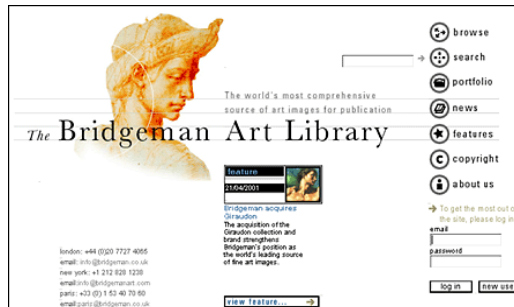 browse
search
portfolio
The world's most comprehensive
source of art images for publication
news
The Bridgeman Art Library
features
copyright
about us
feature
21/04/2001
Bridgeman acquires
Giraudon
The acquisition of the
Giraudon collection and
brand strengthens
Bridgeman's position as
the world's leading source
of fine art images.
view feature...
To get the most out o
the site, please log in
email
password
log in
new use
london: +44 (0)20 7727 4065
email: info@bridgeman.co.uk
new york: +1 212 828 1238
email:info@bridgemanart.com
paris: +33 (0) 1 53 40 70 60
email:paris@bridgeman.co.uk